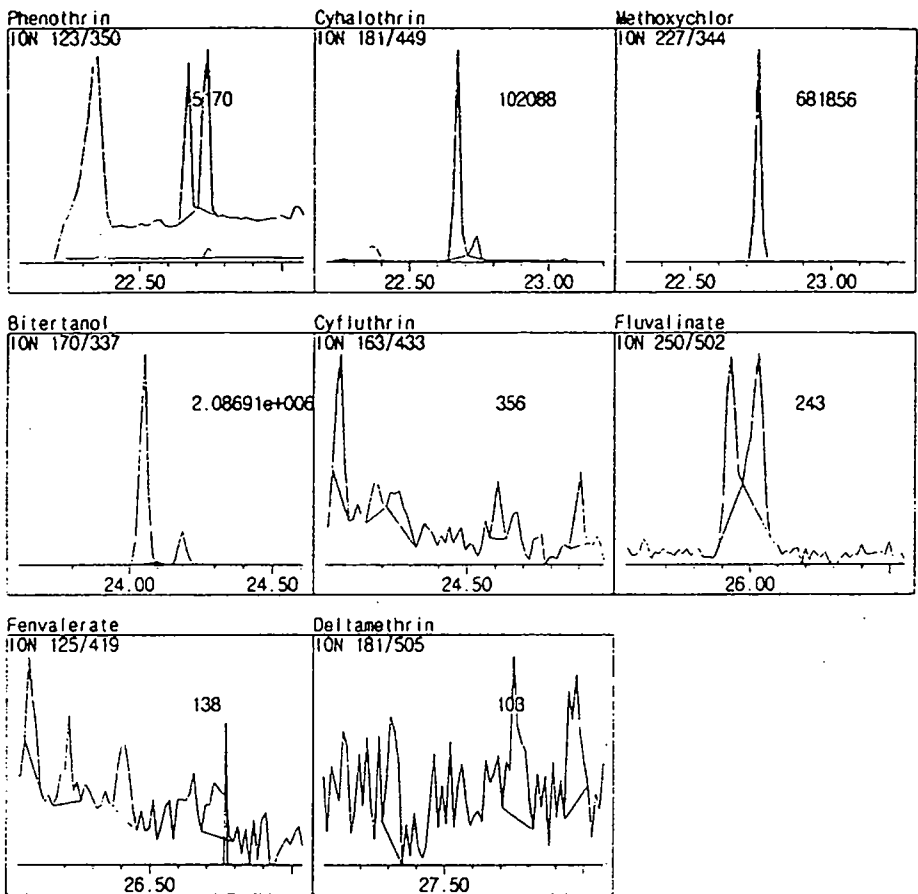 Phenothrin
ION 123/350
22.50
Cyhalothrin
ION 181/449
102088
22.50 23.00
Methoxychlor
ION 227/344
681856
22.50 23.00
Bitertanol
ION 170/337
2.08691e+006
24.00 24.50
Cyfluthrin
ION 163/433
356
24.50
Fluvalinate
ION 250/502
243
26.00
Fenvalerate
ION 125/419
138
26.50
Deltamethrin
ION 181/505
103
27.50